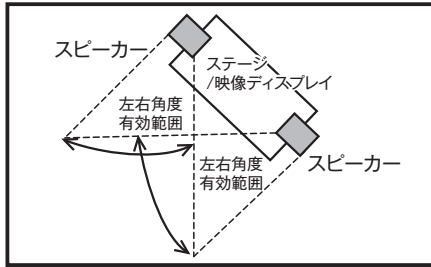 スピーカー
ステージ
/映像ディスプレイ
左右角度
有効範囲
左右角度
有効範囲
スピーカー